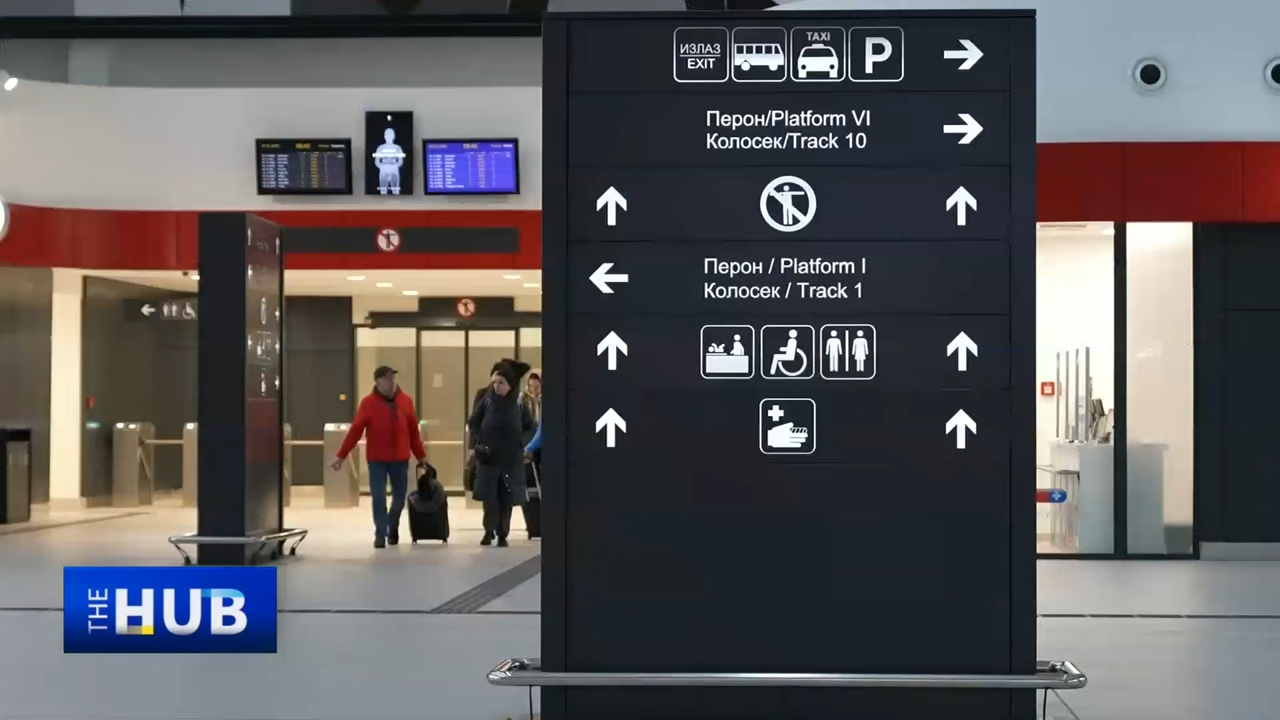 ИЗЛАЗ
EXIT
TAXI
P
Перон/Platform VI
Колосек/Track 10
Перон / Platform I
Колосек / Track 1
THE HUB